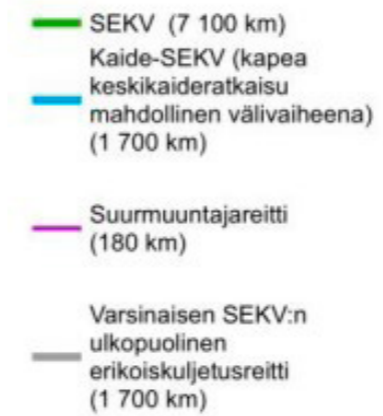 SEKV (7 100 km)
Kaide-SEKV (kapea
keskikaideratkaisu
mahdollinen välivaiheena)
(1 700 km)
Suurmuuntajareitti
(180 km)
Varsinaisen SEKV:n
ulkopuolinen
erikoiskuljetusreitti
(1 700 km)